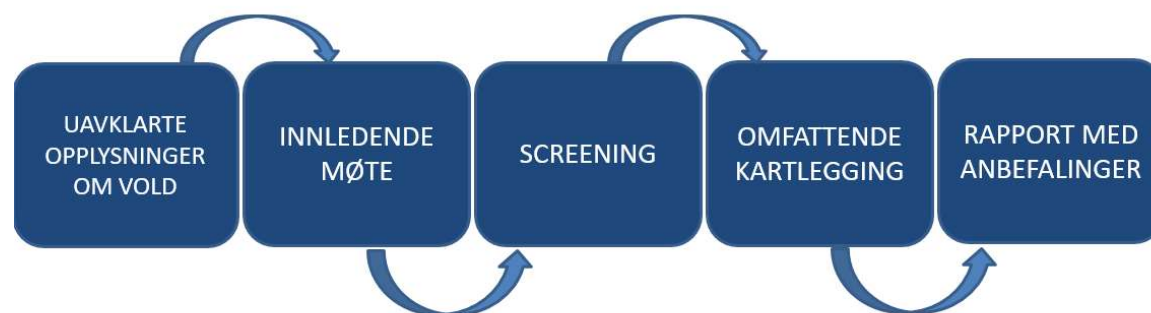 UAVKLARTE
OPPLYSNINGER
OM VOLD
INNLEDENDE
MØTE
SCREENING
OMFATTENDE
KARTLEGGING
RAPPORT MED
ANBEFALINGER